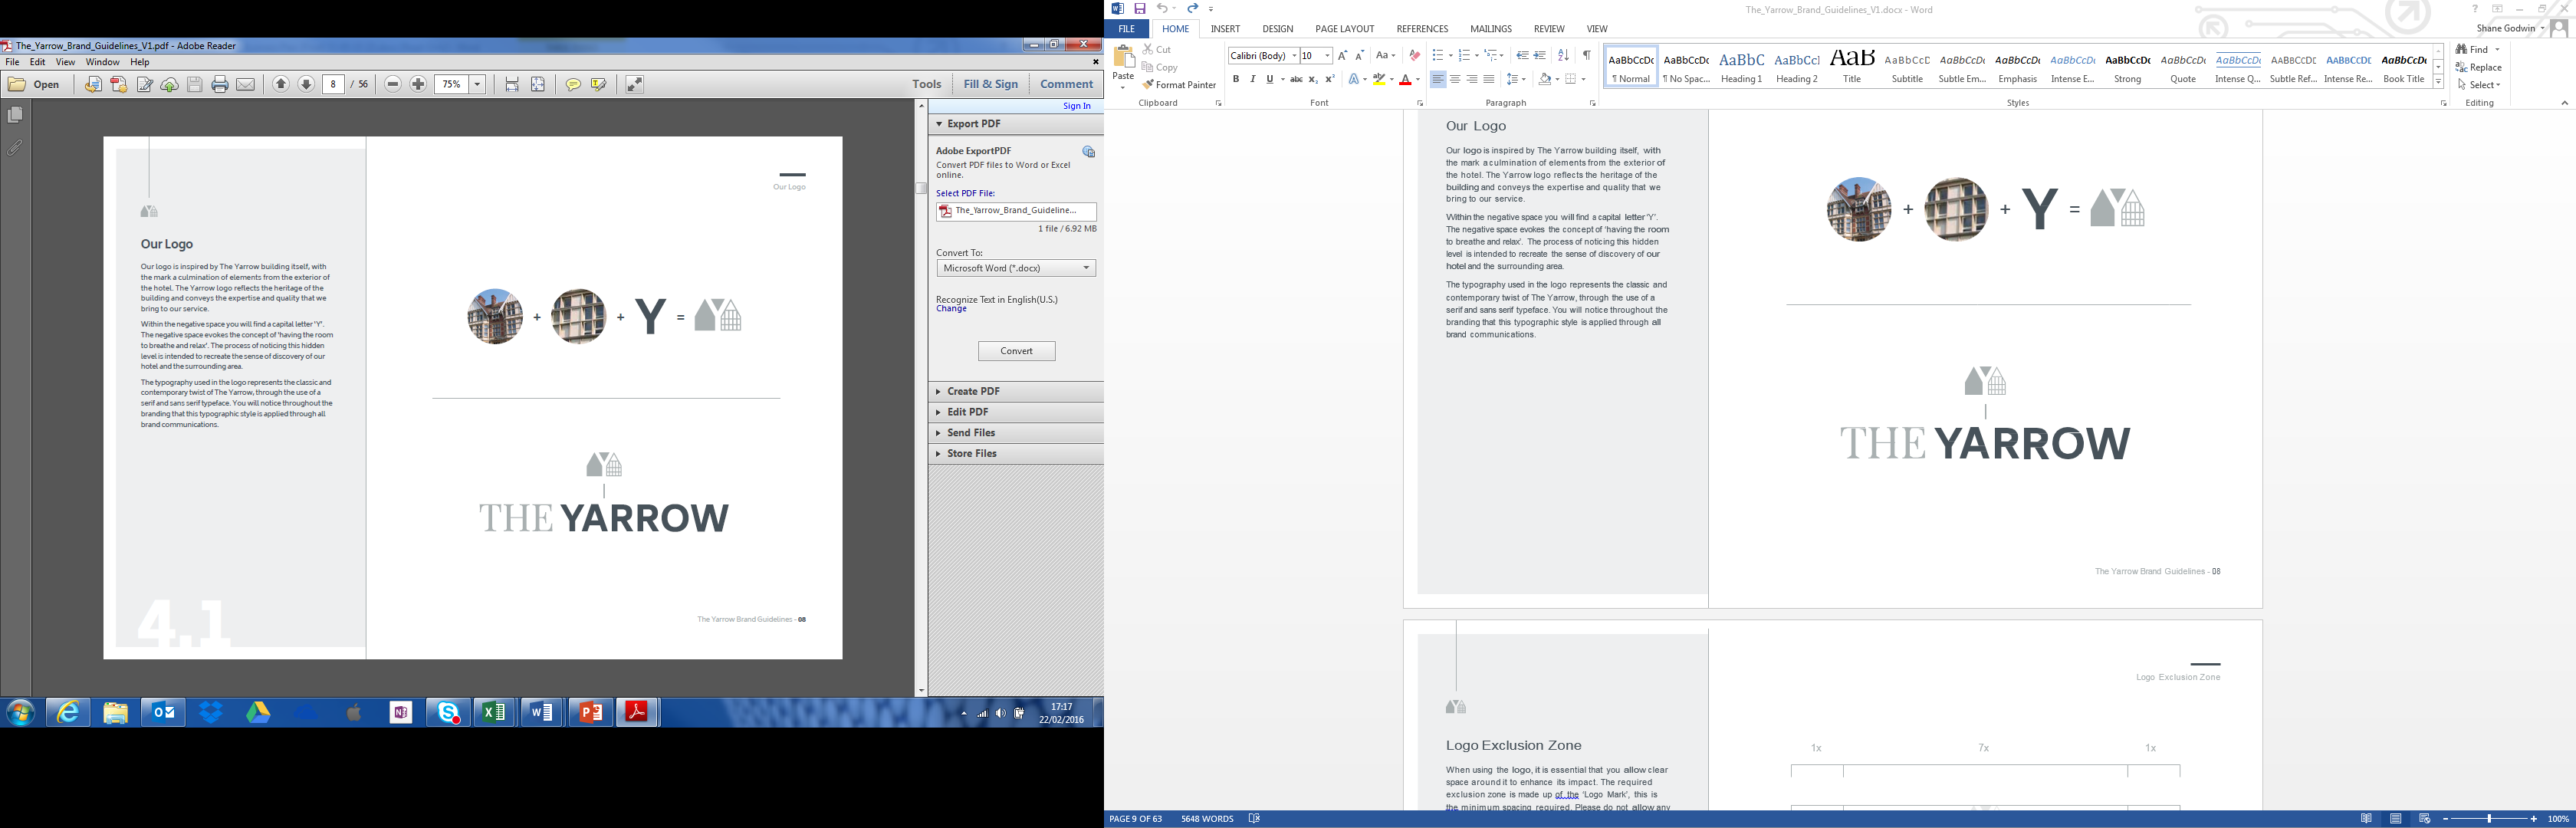 The_Yarrow_Brand_Guidelines_V1.pdf - Adobe Reader
File Edit View Window Help
Open 8 / 56 75% Tools Fill & Sign Comment
Sign In
Export PDF
Adobe ExportPDF
Convert PDF files to Word or Excel
online.
Select PDF File:
The_Yarrow_Brand_Guideline...
1 file / 6.92 MB
Convert To:
Microsoft Word (*.docx)
Recognize Text in English(U.S.)
Change
Convert
Create PDF
Edit PDF
Send Files
Store Files
Our Logo
Our Logo
Our logo is inspired by The Yarrow building itself, with
the mark a culmination of elements from the exterior of
the hotel. The Yarrow logo reflects the heritage of the
building and conveys the expertise and quality that we
bring to our service.
Within the negative space you will find a capital letter 'Y'.
The negative space evokes the concept of 'having the room
to breathe and relax'. The process of noticing this hidden
level is intended to recreate the sense of discovery of our
hotel and the surrounding area.
The typography used in the logo represents the classic and
contemporary twist of The Yarrow, through the use of a
serif and sans serif typeface. You will notice throughout the
branding that this typographic style is applied through all
brand communications.
4.1
+ + Y =
THE YARROW
The Yarrow Brand Guidelines - 08
17:17
22/02/2016
The_Yarrow_Brand_Guidelines_V1.docx - Word
FILE HOME INSERT DESIGN PAGE LAYOUT REFERENCES MAILINGS REVIEW VIEW
Shane Godwin
Paste
Cut
Copy
Format Painter
Clipboard
Calibri (Body) 10
Font
Paragraph
AaBbCcDc AaBbCcDc AaBbC AaBbCcl AaB AaBbCcD AaBbCcDc AaBbCcDc AaBbCcDc AaBbCcDc AaBbCcDc AaBbCcDc AaBbCcDc AaBbCcDc AaBbCcDc
¶ Normal ¶ No Spac... Heading 1 Heading 2 Title Subtitle Subtle Em... Emphasis Intense E... Strong Quote Intense Q... Subtle Ref... Intense Re... Book Title
Styles
Find
Replace
Select
Editing
Our Logo
Our logo is inspired by The Yarrow building itself, with
the mark a culmination of elements from the exterior of
the hotel. The Yarrow logo reflects the heritage of the
building and conveys the expertise and quality that we
bring to our service.
Within the negative space you will find a capital letter 'Y'.
The negative space evokes the concept of 'having the room
to breathe and relax'. The process of noticing this hidden
level is intended to recreate the sense of discovery of our
hotel and the surrounding area.
The typography used in the logo represents the classic and
contemporary twist of The Yarrow, through the use of a
serif and sans serif typeface. You will notice throughout the
branding that this typographic style is applied through all
brand communications.
+ + Y =
THE YARROW
The Yarrow Brand Guidelines - 08
Logo Exclusion Zone
Logo Exclusion Zone
When using the logo, it is essential that you allow clear
space around it to enhance its impact. The required
exclusion zone is made up of the 'Logo Mark', this is
the minimum spacing required. Please do not allow any
1x 7x 1x
PAGE 9 OF 63 5648 WORDS
100%